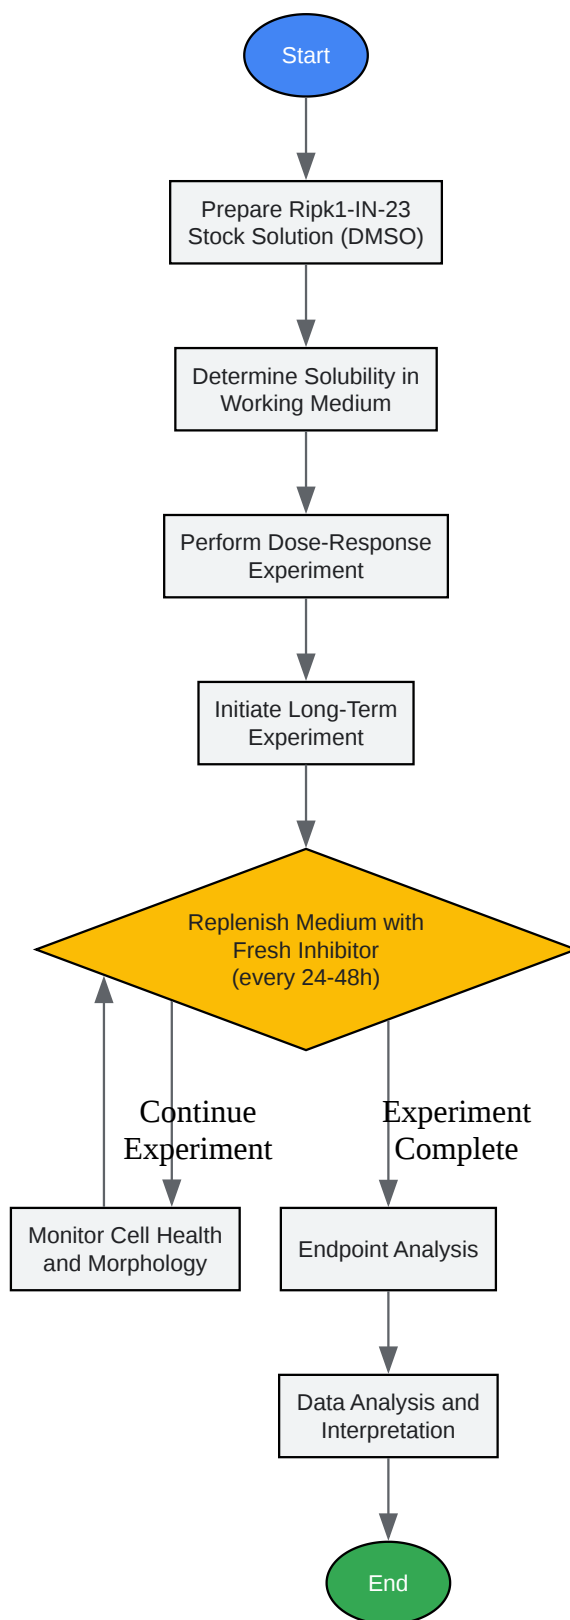 Start
Prepare Ripk1-IN-23
Stock Solution (DMSO)
Determine Solubility in
Working Medium
Perform Dose-Response
Experiment
Initiate Long-Term
Experiment
Replenish Medium with
Fresh Inhibitor
(every 24-48h)
Continue
Experiment
Experiment
Complete
Monitor Cell Health
and Morphology
Endpoint Analysis
Data Analysis and
Interpretation
End